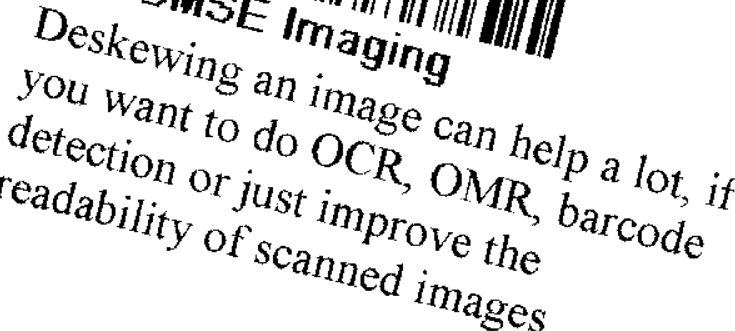 Imaging
Deskewing an image can help a lot, if
you want to do OCR, OMR, barcode
detection or just improve the
readability of scanned images